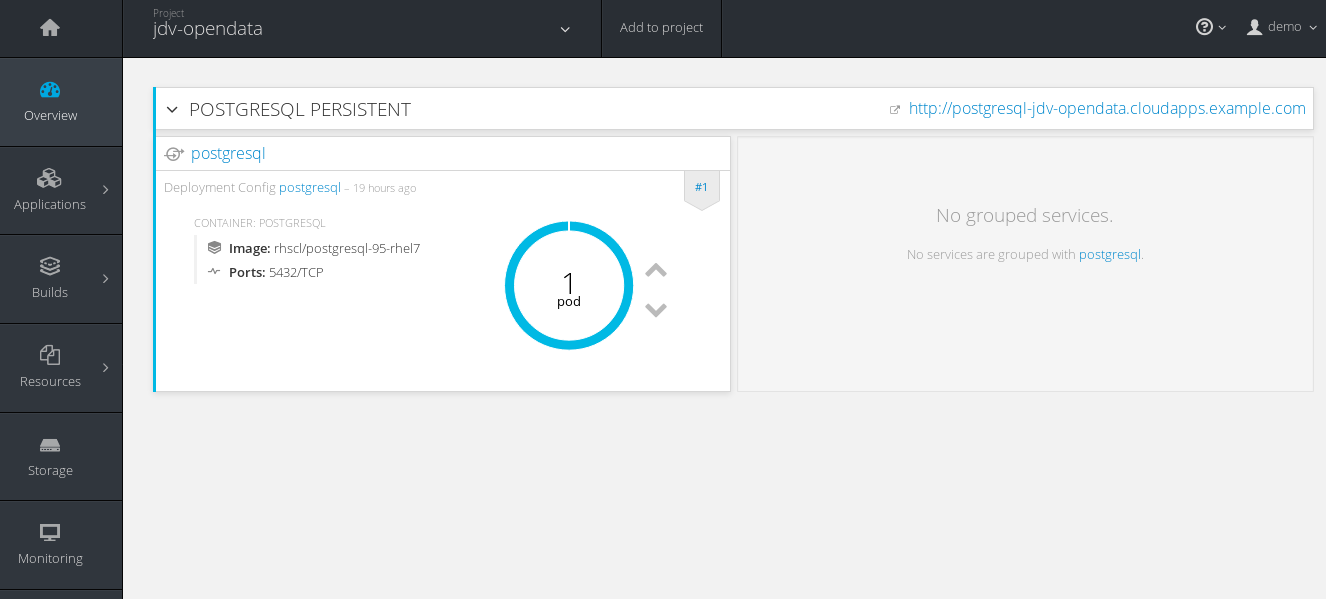 Project
jdv-opendata
Add to project
demo
Overview
Applications
Builds
Resources
Storage
Monitoring
POSTGRESQL PERSISTENT
http://postgresql-jdv-opendata.cloudapps.example.com
postgresql
Deployment Config postgresql – 19 hours ago
#1
CONTAINER: POSTGRESQL
Image: rhscl/postgresql-95-rhel7
Ports: 5432/TCP
1
pod
No grouped services.
No services are grouped with postgresql.